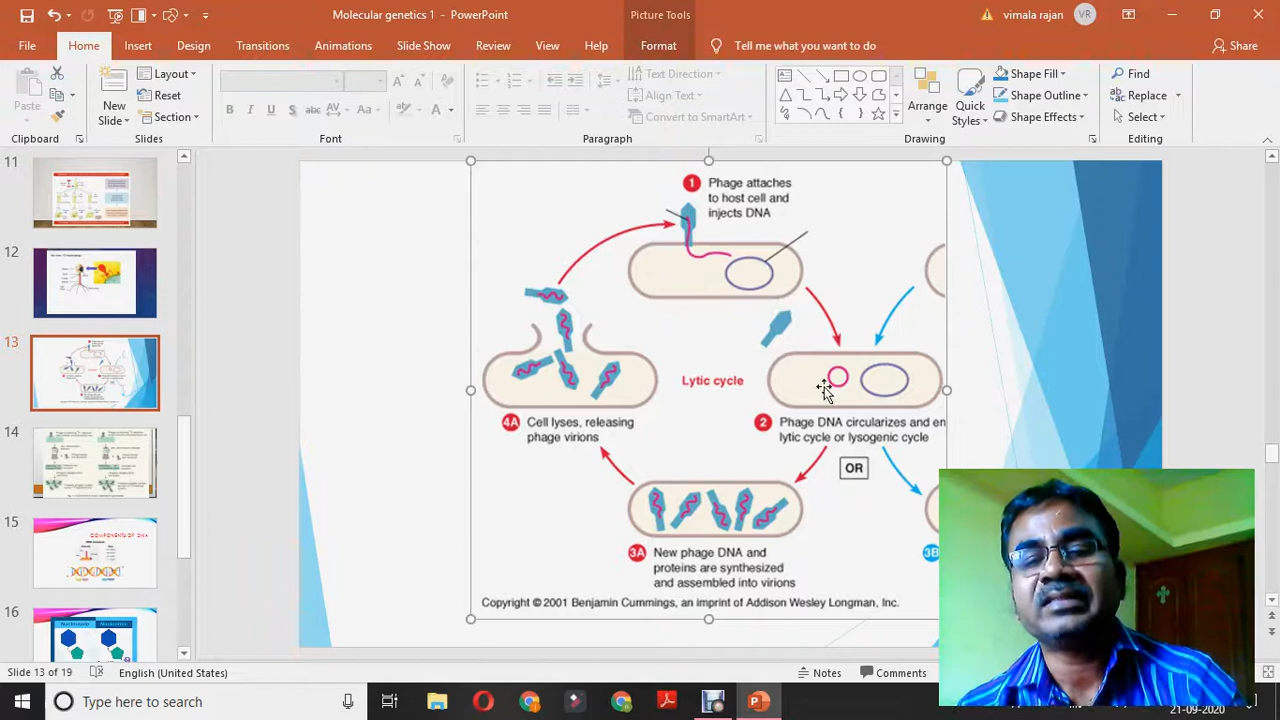 Molecular genetics 1 - PowerPoint
Picture Tools
vimala rajan
VR
File
Home
Insert
Design
Transitions
Animations
Slide Show
Review
View
Help
Format
Tell me what you want to do
Share
Paste
New
Slide
Layout
Reset
Section
B I U S abc AV Aa A
Text Direction
Align Text
Convert to SmartArt
Arrange
Quick
Styles
Shape Fill
Shape Outline
Shape Effects
Find
Replace
Select
Clipboard
Slides
Font
Paragraph
Drawing
Editing
11
12
13
14
15
COMPONENTS OF DNA
16
Nucleoside Nucleotide
1 Phage attaches
to host cell and
injects DNA
Lytic cycle
4A Cell lyses, releasing
phage virions
2 Phage DNA circularizes and en
lytic cycle or lysogenic cycle
OR
3A New phage DNA and
proteins are synthesized
and assembled into virions
3B
Copyright © 2001 Benjamin Cummings, an imprint of Addison Wesley Longman, Inc.
Slide 13 of 19
English (United States)
Notes
Comments
Type here to search
21-09-2020